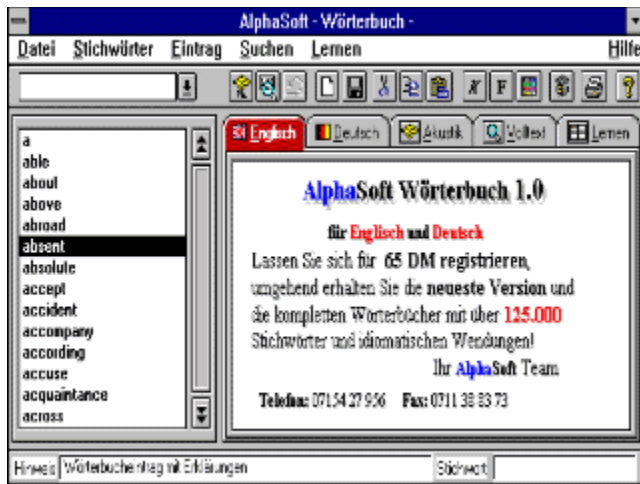 AlphaSoft - Wörterbuch -
Datei Stichwörter Eintrag Suchen Lernen Hilfe
Englisch Deutsch Akustik Volltext Lernen
a
able
about
above
abroad
absent
absolute
accept
accident
accompany
according
accuse
acquaintance
across
AlphaSoft Wörterbuch 1.0
für Englisch und Deutsch
Lassen Sie sich für 65 DM registrieren,
umgehend erhalten Sie die neueste Version und
die kompletten Wörterbücher mit über 125.000
Stichwörter und idiomatischen Wendungen!
Ihr AlphaSoft Team
Telefon: 07154 27 956 Fax: 0711 38 83 73
Hinweis Wörterbucheintrag mit Erklärungen Stichwort